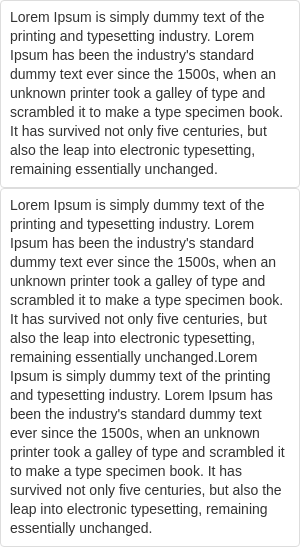 Lorem Ipsum is simply dummy text of the
printing and typesetting industry. Lorem
Ipsum has been the industry's standard
dummy text ever since the 1500s, when an
unknown printer took a galley of type and
scrambled it to make a type specimen book.
It has survived not only five centuries, but
also the leap into electronic typesetting,
remaining essentially unchanged.
Lorem Ipsum is simply dummy text of the
printing and typesetting industry. Lorem
Ipsum has been the industry's standard
dummy text ever since the 1500s, when an
unknown printer took a galley of type and
scrambled it to make a type specimen book.
It has survived not only five centuries, but
also the leap into electronic typesetting,
remaining essentially unchanged.Lorem
Ipsum is simply dummy text of the printing
and typesetting industry. Lorem Ipsum has
been the industry's standard dummy text
ever since the 1500s, when an unknown
printer took a galley of type and scrambled it
to make a type specimen book. It has
survived not only five centuries, but also the
leap into electronic typesetting, remaining
essentially unchanged.